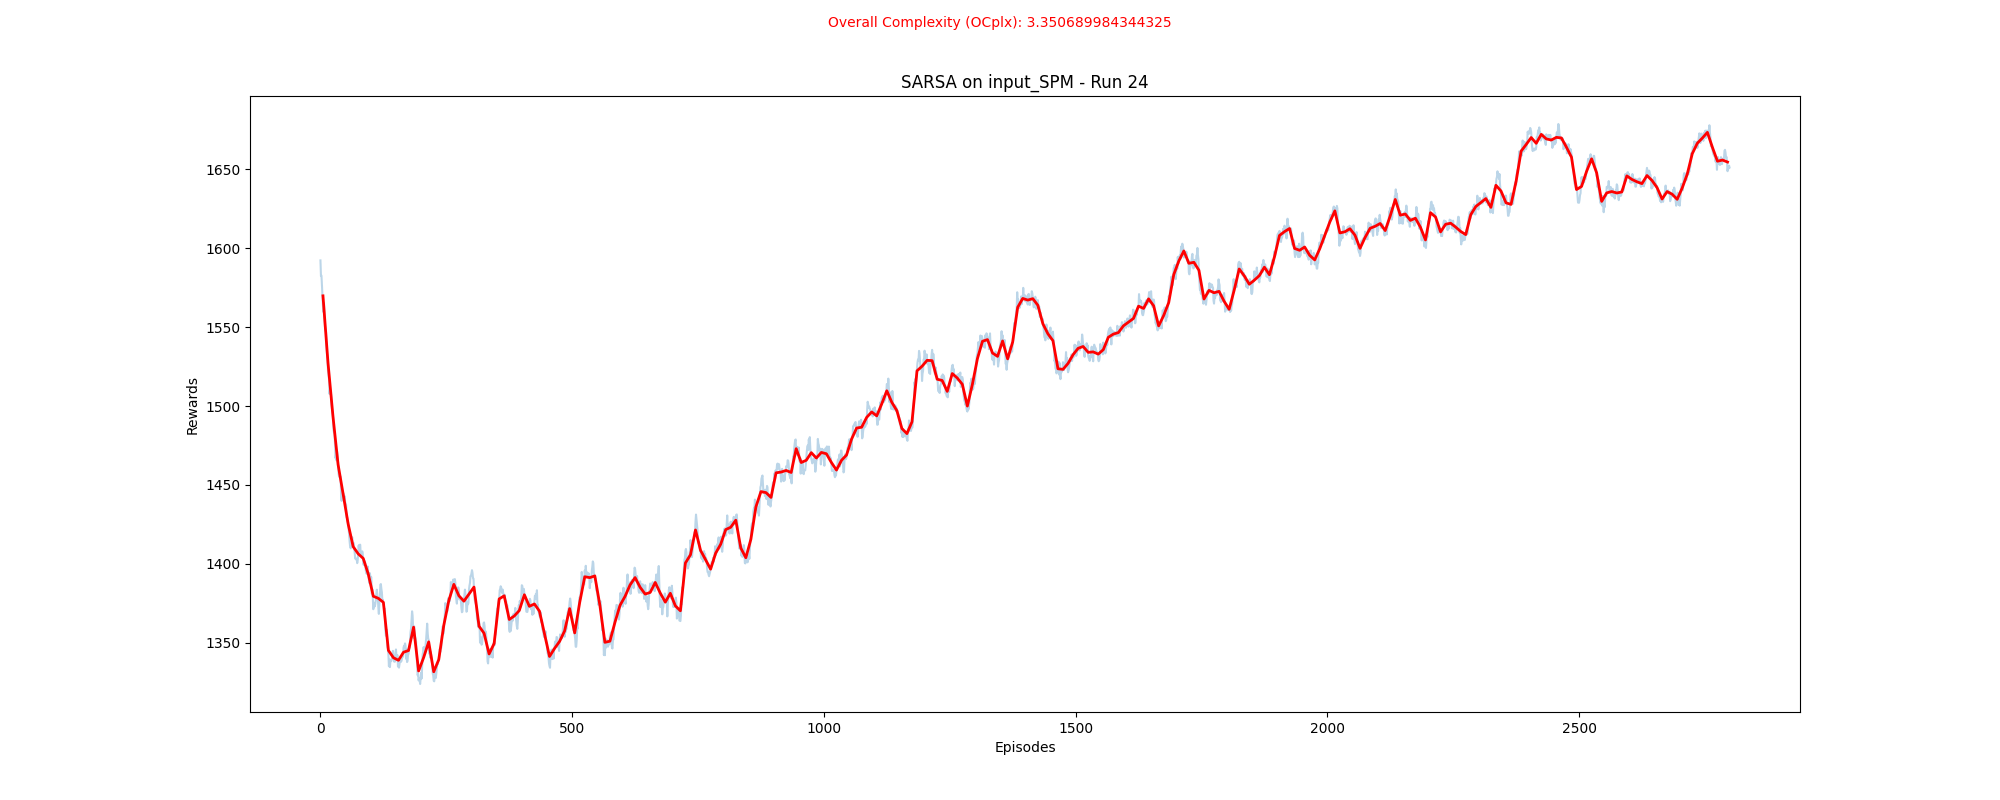 Overall Complexity (OCplx): 3.350689984344325
SARSA on input_SPM - Run 24
1650
1600
1550
1500
1450
1400
1350
Rewards
0 500 1000 1500 2000 2500
Episodes